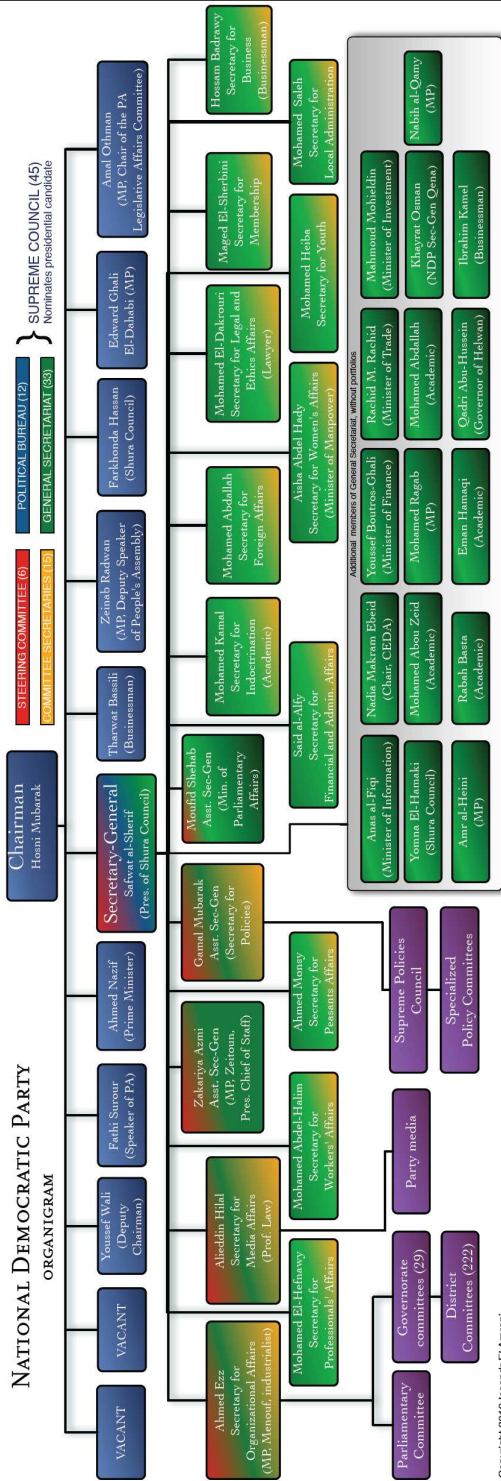 NATIONAL DEMOCRATIC PARTY
ORGANIGRAM
STEERING COMMITTEE (6)
POLITICAL BUREAU (12)
COMMITTEE SECRETARIES (15)
GENERAL SECRETARIAT (33)
SUPREME COUNCIL (45)
Nominates presidential candidate
Chairman
Hosni Mubarak
VACANT
VACANT
Youssef Wali
(Deputy
Chairman)
Fathi Surour
(Speaker of PA)
Ahmed Nazif
(Prime Minister)
Secretary-General
Safwat al-Sherif
(Pres. of Shura Council)
Tharwat Bassili
(Businessman)
Zeinab Radwan
(MP, Deputy Speaker
of People's Assembly)
Farkhonda Hassan
(Shura Council)
Edward Ghali
El-Dahabi (MP)
Amal Othman
(MP, Chair of the PA
Legislative Affairs Committee)
Ahmed Ezz
Secretary for
Organizational Affairs
(MP, Menouf, industrialist)
Alieddin Hilal
Secretary for
Media Affairs
(Prof. Law)
Zakariya Azmi
Asst. Sec-Gen
(MP, Zeitoun,
Pres. Chief of Staff)
Gamal Mubarak
Asst. Sec-Gen
(Secretary for
Policies)
Moufid Shehab
Asst. Sec-Gen
(Min. of
Parliamentary
Affairs)
Mohamed Kamal
Secretary for
Indoctrination
(Academic)
Mohamed Abdallah
Secretary for
Foreign Affairs
Mohamed El-Dakrouri
Secretary for Legal and
Ethics Affairs
(Lawyer)
Maged El-Sherbini
Secretary for
Membership
Hossam Badrawy
Secretary for
Business
(Businessman)
Mohamed El-Hefnawy
Secretary for
Professionals' Affairs
Mohamed Abdel-Halim
Secretary for
Workers' Affairs
Ahmed Monsy
Secretary for
Peasants Affairs
Said al-Alfy
Secretary for
Financial and Admin. Affairs
Aisha Abdel Hady
Secretary for Women's Affairs
(Minister of Manpower)
Mohamed Heiba
Secretary for Youth
Mohamed Saleh
Secretary for
Local Administration
Parliamentary
Committee
Governorate
committees (29)
District
Committees (222)
Party media
Supreme Policies
Council
Specialized
Policy Committees
Additional members of General Secretariat, without portfolios
Anas al-Fiqi
(Minister of Information)
Nadia Makram Ebeid
(Chair, CEDA)
Youssef Boutros-Ghali
(Minister of Finance)
Rachid M. Rachid
(Minister of Trade)
Mahmoud Mohieldin
(Minister of Investment)
Yomna El-Hamaki
(Shura Council)
Mohamed Abou Zeid
(Academic)
Mohamed Ragab
(MP)
Mohamed Abdallah
(Academic)
Khayrat Osman
(NDP Sec-Gen Qena)
Nabih al-Qamy
(MP)
Amr al-Heini
(MP)
Rabah Basta
(Academic)
Eman Hamaqi
(Academic)
Qadri Abu-Hussein
(Governor of Helwan)
Ibrahim Kamel
(Businessman)